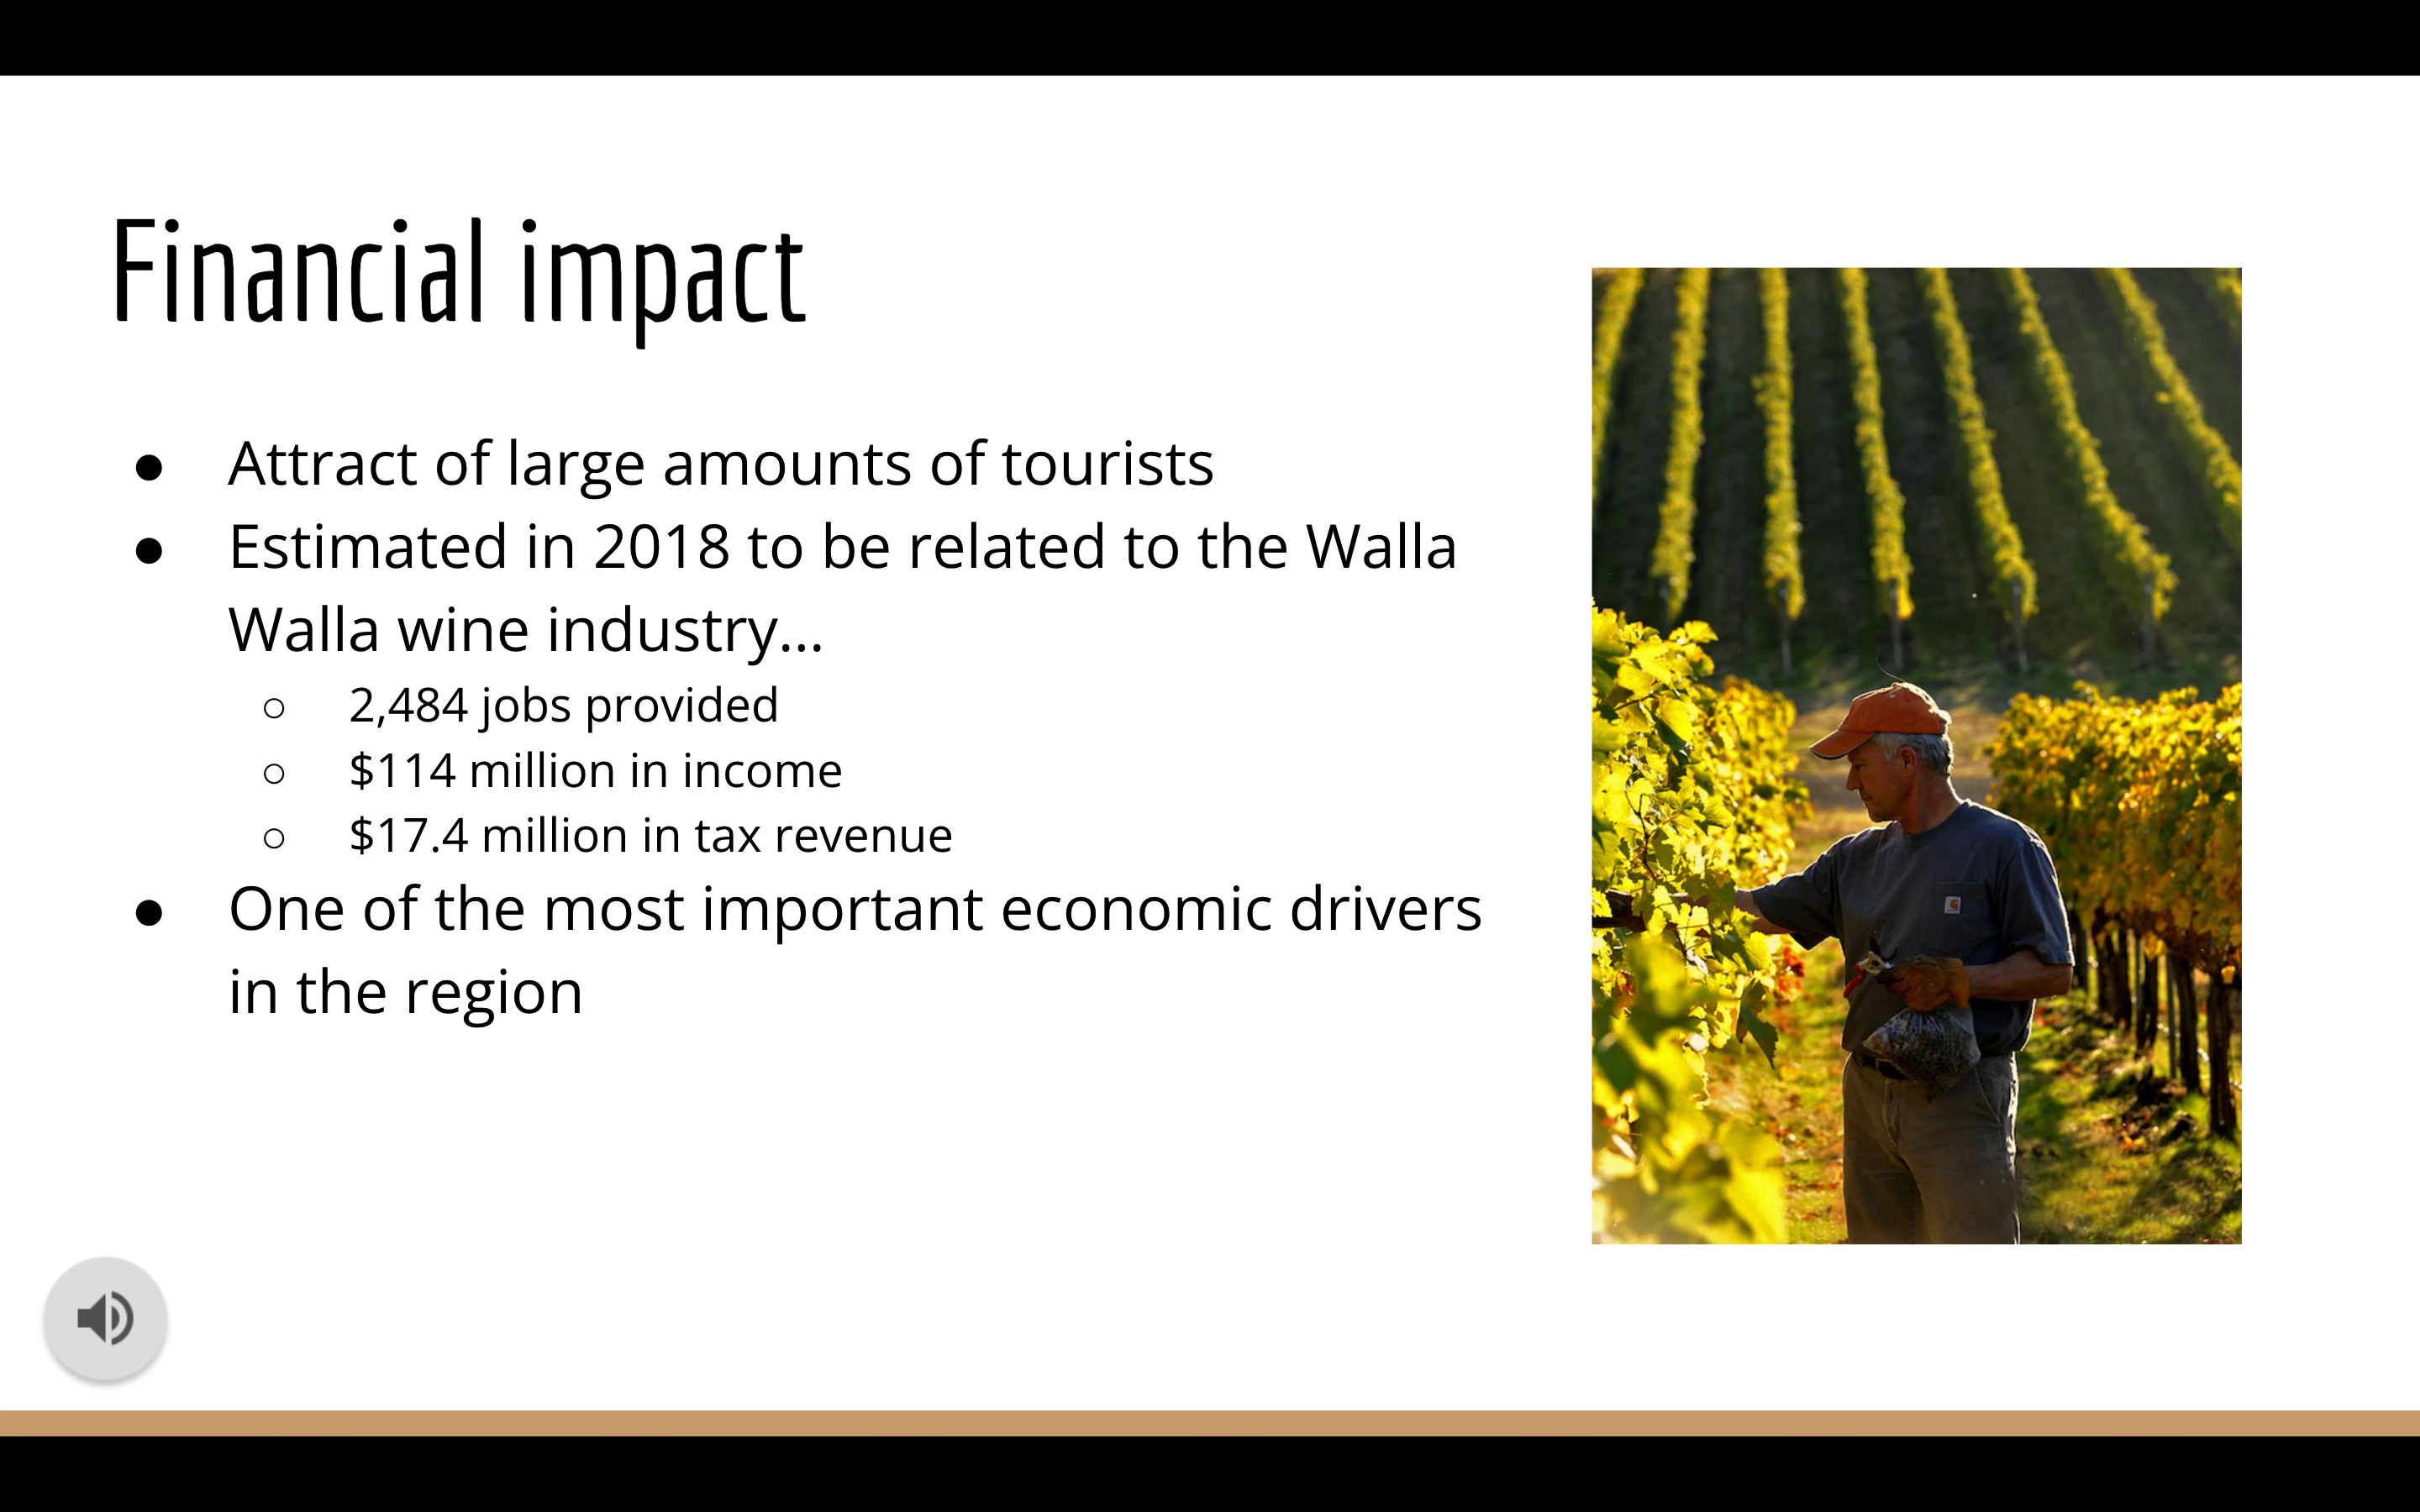 Financial impact
● Attract of large amounts of tourists
● Estimated in 2018 to be related to the Walla
Walla wine industry...
○ 2,484 jobs provided
○ $114 million in income
○ $17.4 million in tax revenue
● One of the most important economic drivers
in the region